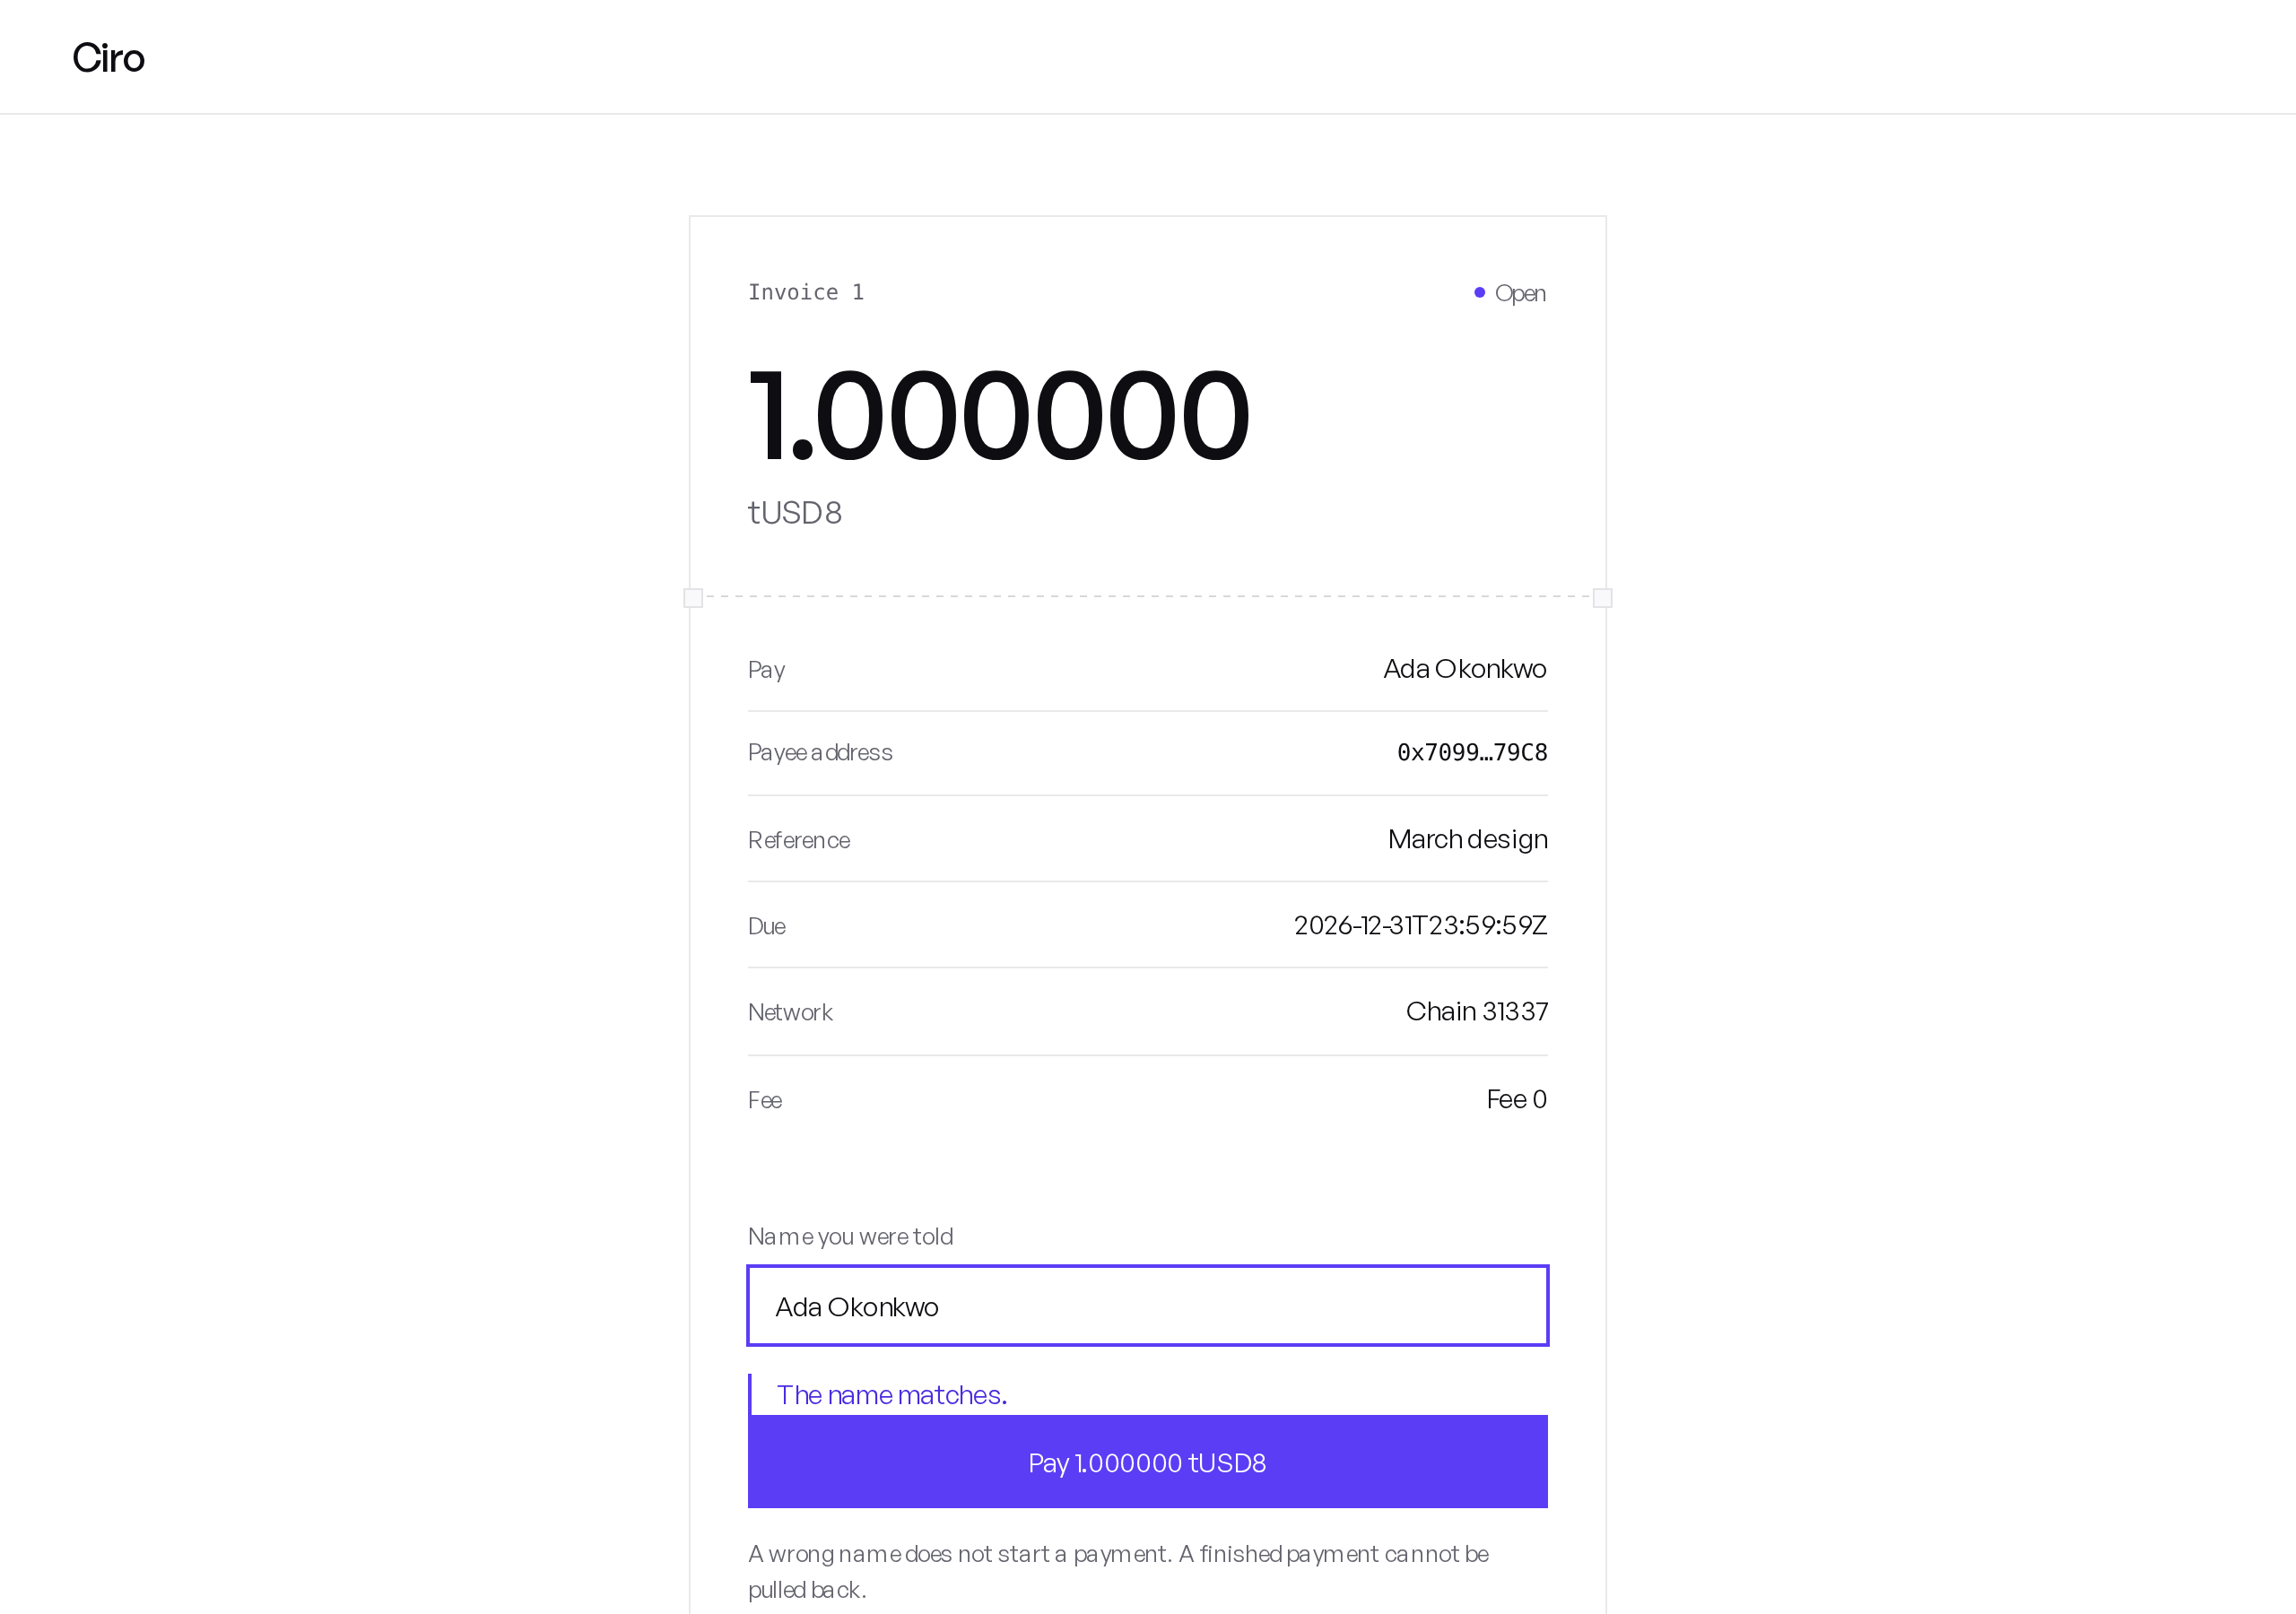 Ciro
Invoice 1
Open
1.000000
tUSD8
Pay
Ada Okonkwo
Payee address
0x7099…79C8
Reference
March design
Due
2026-12-31T23:59:59Z
Network
Chain 31337
Fee
Fee 0
Name you were told
Ada Okonkwo
The name matches.
Pay 1.000000 tUSD8
A wrong name does not start a payment. A finished payment cannot be
pulled back.